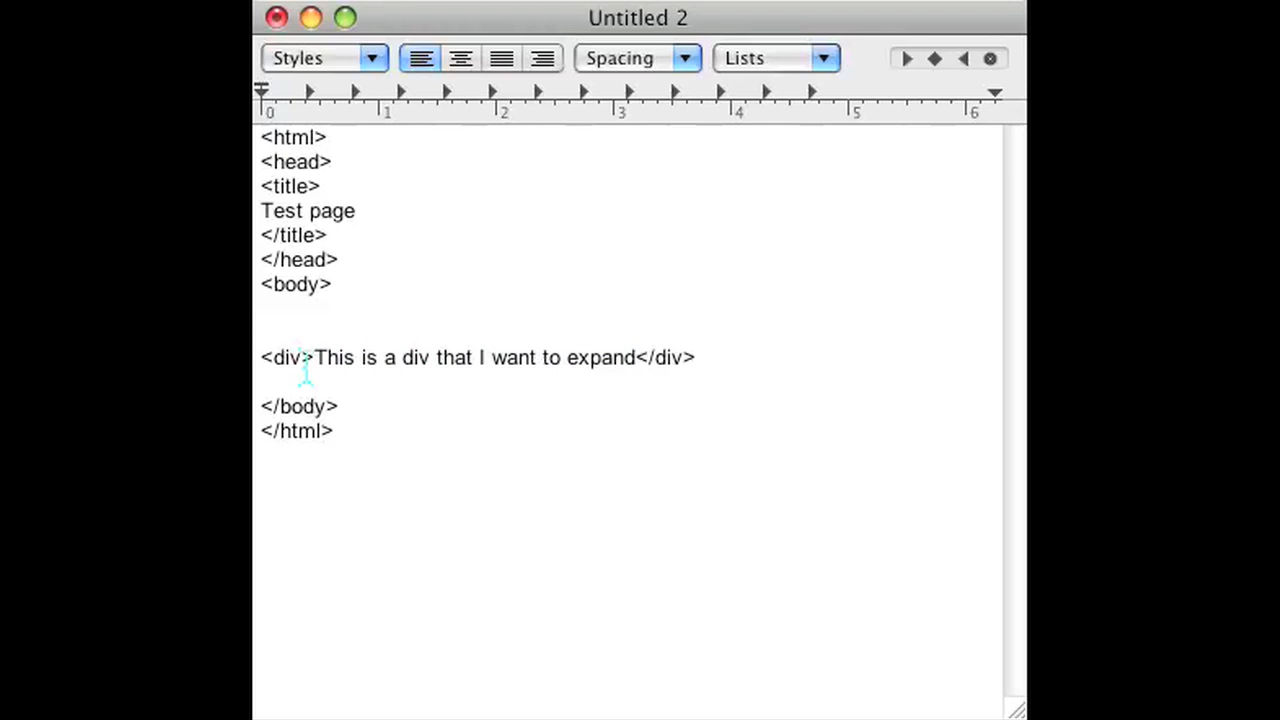 Untitled 2
Styles Spacing Lists
0 1 2 3 4 5 6
<html>
<head>
<title>
Test page
</title>
</head>
<body>
<div>This is a div that I want to expand</div>
</body>
</html>